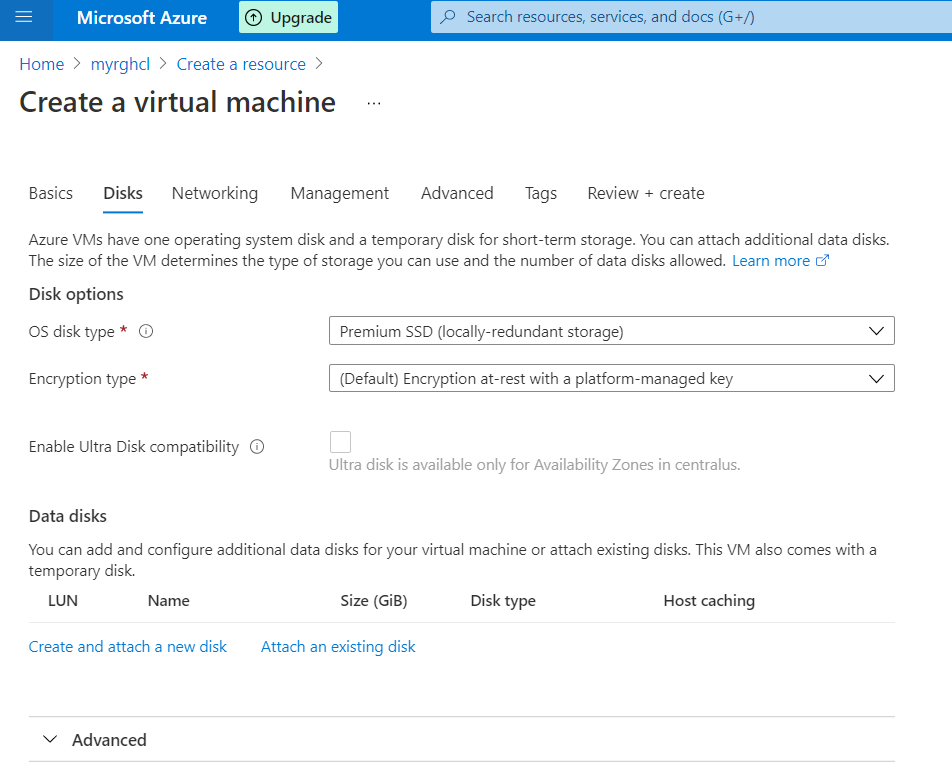 Microsoft Azure Upgrade Search resources, services, and docs (G+/)
Home > myrghcl > Create a resource >
Create a virtual machine ...
Basics Disks Networking Management Advanced Tags Review + create
Azure VMs have one operating system disk and a temporary disk for short-term storage. You can attach additional data disks.
The size of the VM determines the type of storage you can use and the number of data disks allowed. Learn more
Disk options
OS disk type * Premium SSD (locally-redundant storage)
Encryption type * (Default) Encryption at-rest with a platform-managed key
Enable Ultra Disk compatibility
Ultra disk is available only for Availability Zones in centralus.
Data disks
You can add and configure additional data disks for your virtual machine or attach existing disks. This VM also comes with a
temporary disk.
LUN Name Size (GiB) Disk type Host caching
Create and attach a new disk Attach an existing disk
Advanced